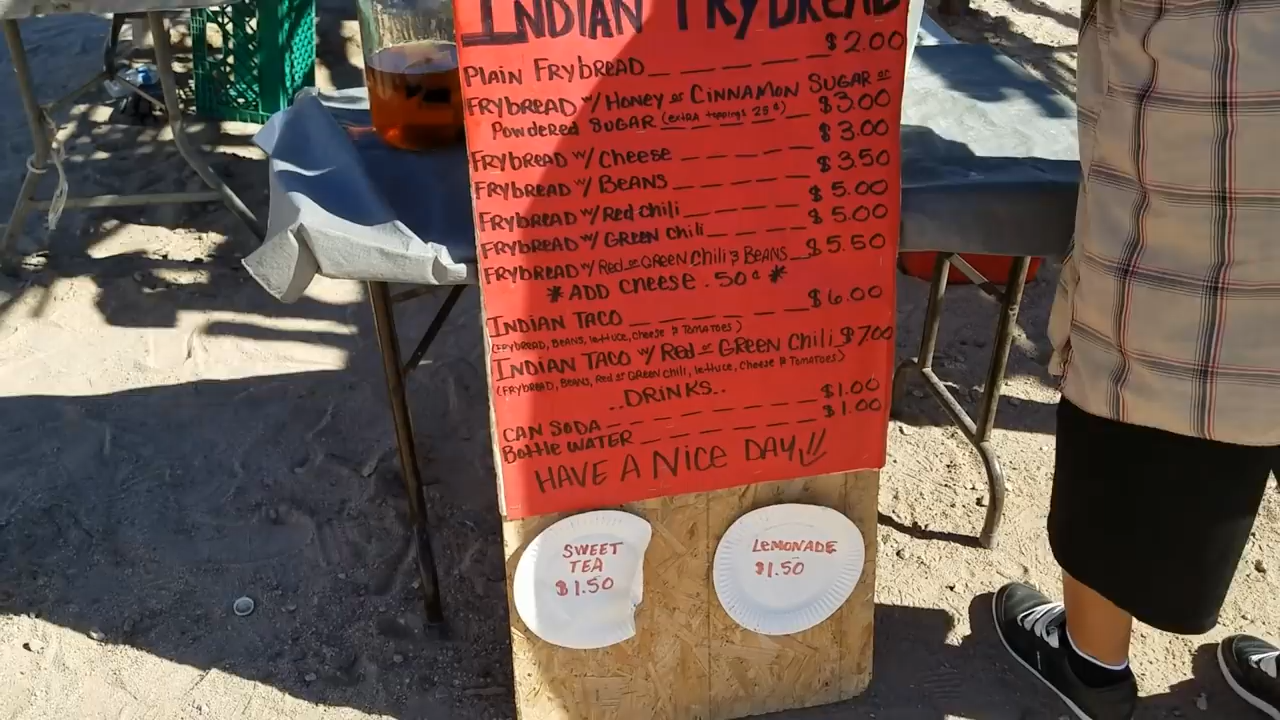 INDIAN FRYBREAD
PLAIN FRYBREAD $2.00
FRYBREAD W/ HONEY or CINNAMON SUGAR or
POWDERED SUGAR (EXTRA toppings 25¢) $3.00
FRYBREAD W/ CHEESE $3.00
FRYBREAD W/ BEANS $3.50
FRYBREAD W/ RED CHILI $5.00
FRYBREAD W/ GREEN CHILI $5.00
FRYBREAD W/ RED or GREEN CHILI & BEANS $5.50
*ADD CHEESE .50¢*
INDIAN TACO $6.00
(FRYBREAD, BEANS, lettuce, CHEESE & TOMATOES)
INDIAN TACO W/ RED or GREEN CHILI $7.00
(FRYBREAD, BEANS, RED or GREEN CHILI, lettuce, CHEESE & TOMATOES)
..DRINKS..
CAN SODA $1.00
BOttle WATER $1.00
HAVE A NICE DAY!!
SWEET
TEA
$1.50
LEMONADE
$1.50